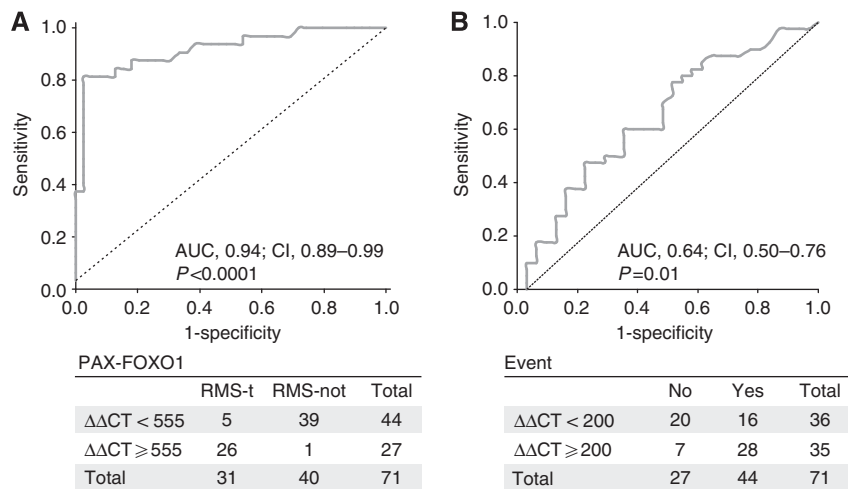 A
1.0
0.8
0.6
0.4
0.2
0.0
Sensitivity
0.0 0.2 0.4 0.6 0.8 1.0
1-specificity
AUC, 0.94; CI, 0.89–0.99
P<0.0001
PAX-FOXO1
RMS-t RMS-not Total
ΔΔCT < 555 5 39 44
ΔΔCT ⩾ 555 26 1 27
Total 31 40 71
B
1.0
0.8
0.6
0.4
0.2
0.0
Sensitivity
0.0 0.2 0.4 0.6 0.8 1.0
1-specificity
AUC, 0.64; CI, 0.50–0.76
P=0.01
Event
No Yes Total
ΔΔCT < 200 20 16 36
ΔΔCT ⩾ 200 7 28 35
Total 27 44 71